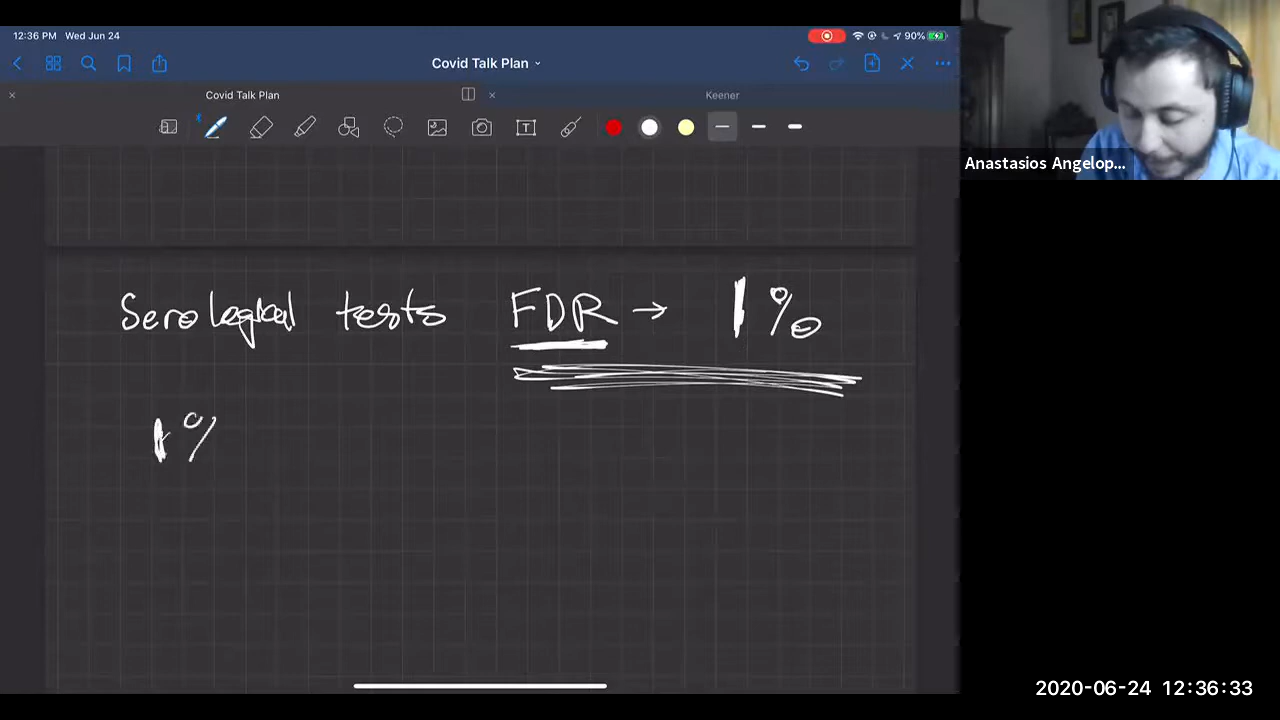 12:36 PM Wed Jun 24
90%
Covid Talk Plan
Covid Talk Plan
Keener
Anastasios Angelop...
Serological tests FDR → 1%
1%
2020-06-24 12:36:33